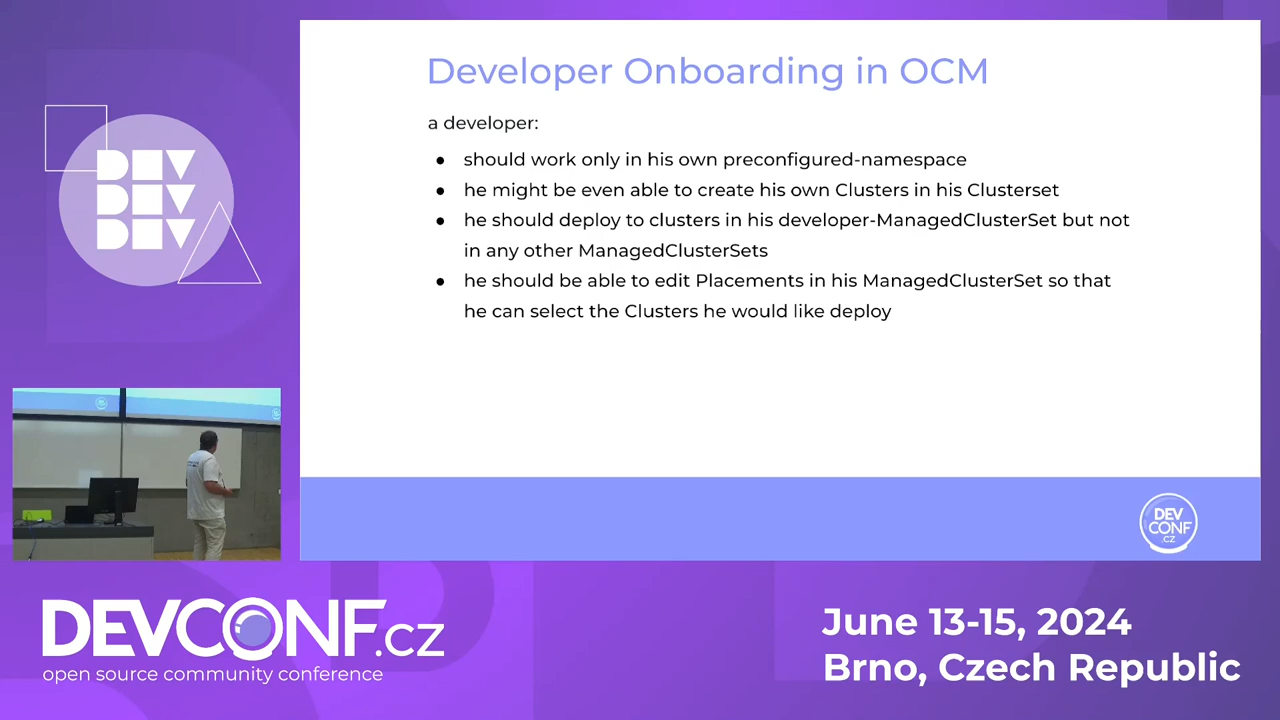 Developer Onboarding in OCM
a developer:
● should work only in his own preconfigured-namespace
● he might be even able to create his own Clusters in his Clusterset
● he should deploy to clusters in his developer-ManagedClusterSet but not
in any other ManagedClusterSets
● he should be able to edit Placements in his ManagedClusterSet so that
he can select the Clusters he would like deploy
DEV
DEV
DEV
DEV
CONF
.CZ
DEVCONF.cz
open source community conference
June 13-15, 2024
Brno, Czech Republic